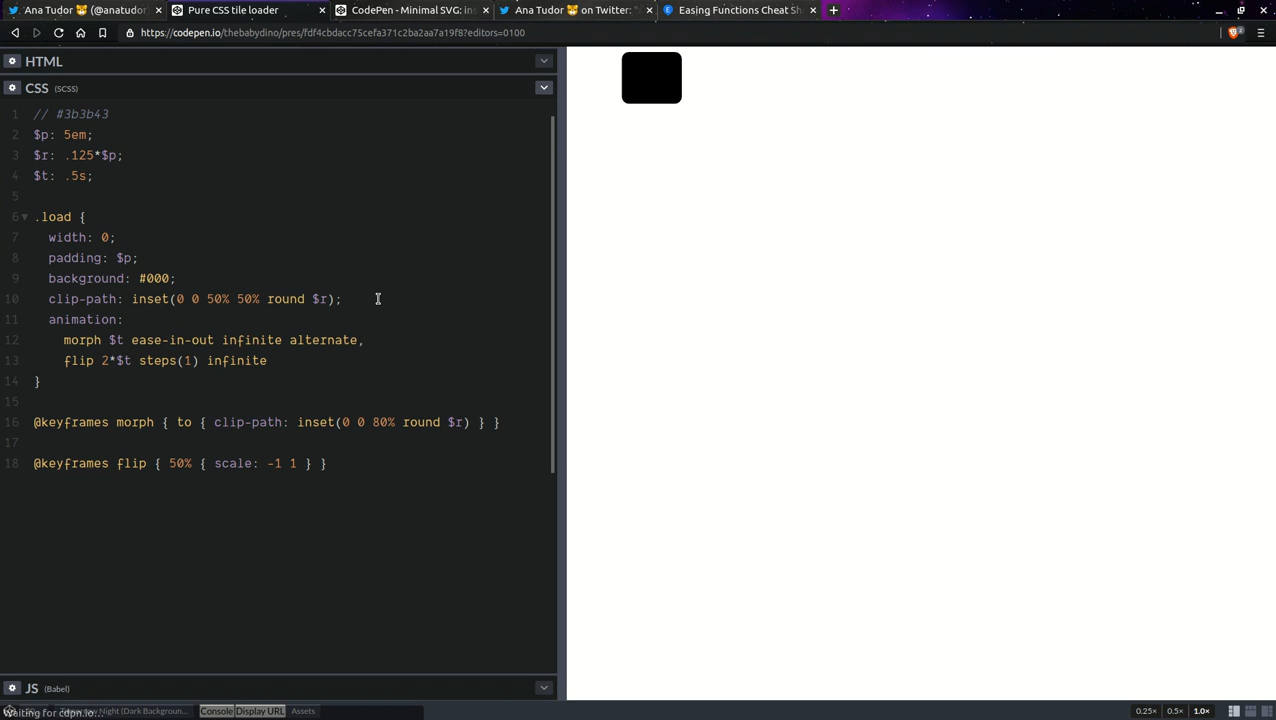 Ana Tudor 🐯 (@anatudor)
Pure CSS tile loader
CodePen - Minimal SVG: in
Ana Tudor 🐯 on Twitter: "
Easing Functions Cheat Sh
https://codepen.io/thebabydino/pres/fdf4cbdacc75cefa371c2ba2aa7a19f8?editors=0100
HTML
CSS (SCSS)
1 // #3b3b43
2 $p: 5em;
3 $r: .125*$p;
4 $t: .5s;
5
6 .load {
7 width: 0;
8 padding: $p;
9 background: #000;
10 clip-path: inset(0 0 50% 50% round $r);
11 animation:
12 morph $t ease-in-out infinite alternate,
13 flip 2*$t steps(1) infinite
14 }
15
16 @keyframes morph { to { clip-path: inset(0 0 80% round $r) } }
17
18 @keyframes flip { 50% { scale: -1 1 } }
JS (Babel)
Night (Dark Backgroun...
Console
Display URL
Assets
0.25×
0.5×
1.0×
Waiting for cdpn.io...